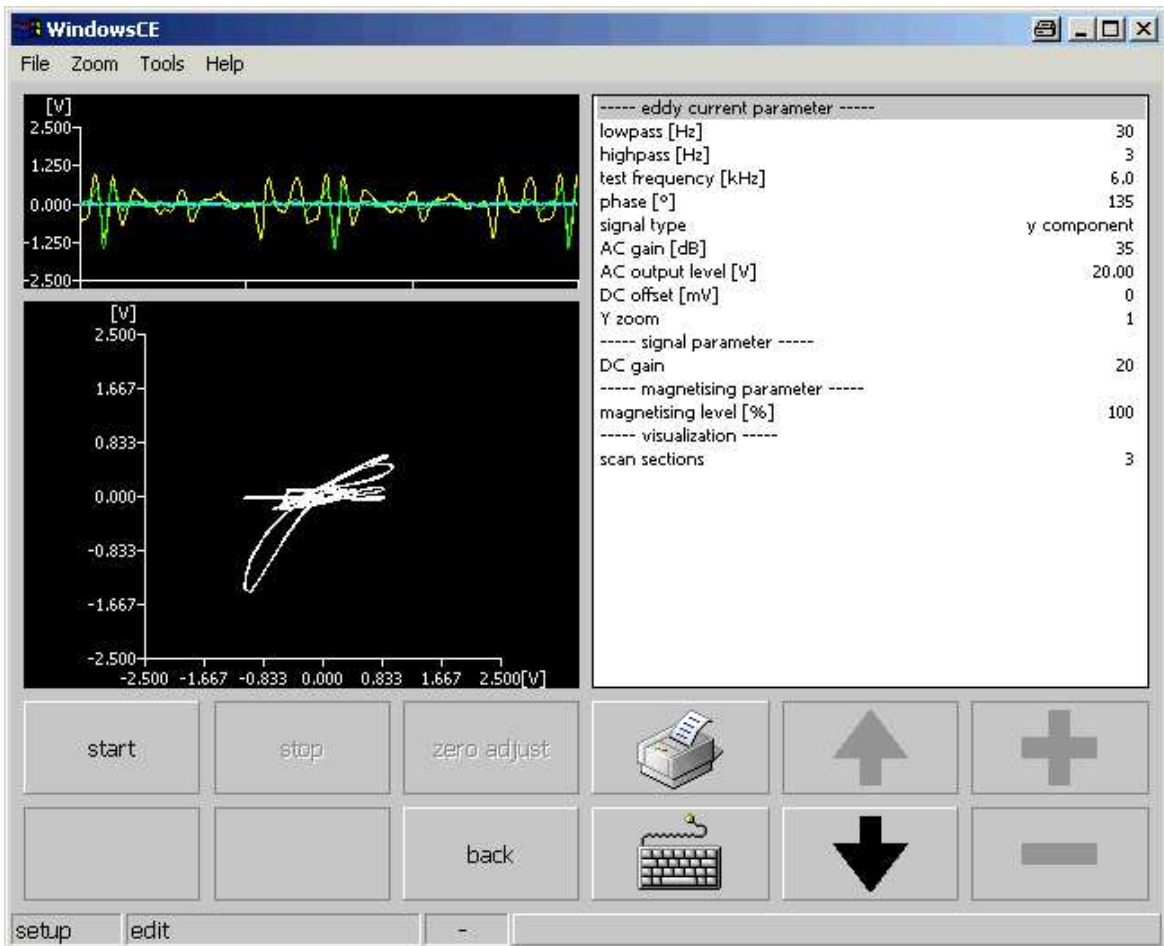 WindowsCE
File Zoom Tools Help
[V]
2.500
1.250
0.000
-1.250
-2.500
[V]
2.500
1.667
0.833
0.000
-0.833
-1.667
-2.500
-2.500 -1.667 -0.833 0.000 0.833 1.667 2.500[V]
----- eddy current parameter -----
lowpass [Hz] 30
highpass [Hz] 3
test frequency [kHz] 6.0
phase [°] 135
signal type y component
AC gain [dB] 35
AC output level [V] 20.00
DC offset [mV] 0
Y zoom 1
----- signal parameter -----
DC gain 20
----- magnetising parameter -----
magnetising level [%] 100
----- visualization -----
scan sections 3
start stop zero adjust
back
setup edit -